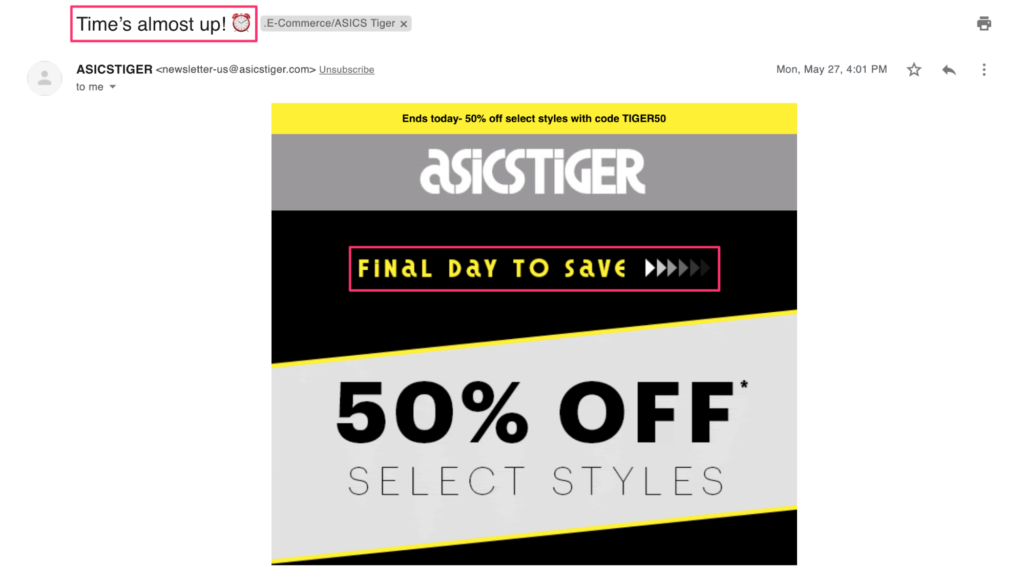 Time's almost up! ⏰ .E-Commerce/ASICS Tiger ×
ASICSTIGER <newsletter-us@asicstiger.com> Unsubscribe Mon, May 27, 4:01 PM
to me
Ends today- 50% off select styles with code TIGER50
asicsTiGER
FiNaL DaY TO SaVE
50% OFF*
SELECT STYLES